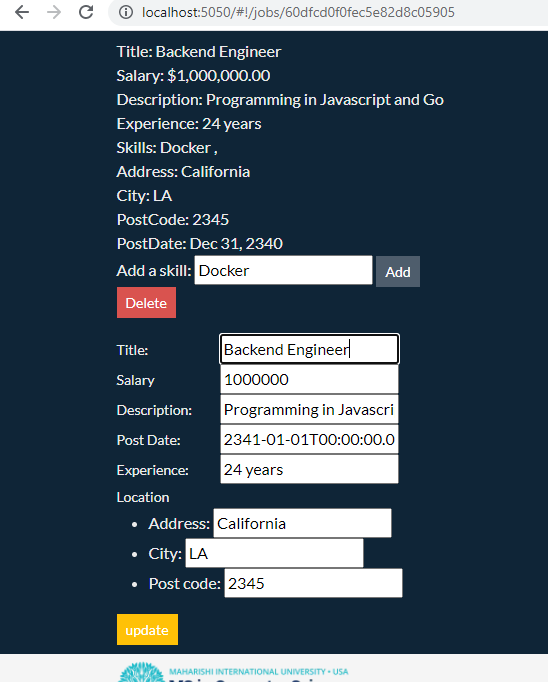 localhost:5050/#!/jobs/60dfcd0f0fec5e82d8c05905
Title: Backend Engineer
Salary: $1,000,000.00
Description: Programming in Javascript and Go
Experience: 24 years
Skills: Docker ,
Address: California
City: LA
PostCode: 2345
PostDate: Dec 31, 2340
Add a skill: Docker Add
Delete
Title: Backend Engineer
Salary 1000000
Description: Programming in Javascri
Post Date: 2341-01-01T00:00:00.0
Experience: 24 years
Location
• Address: California
• City: LA
• Post code: 2345
update
MAHARISHI INTERNATIONAL UNIVERSITY • USA